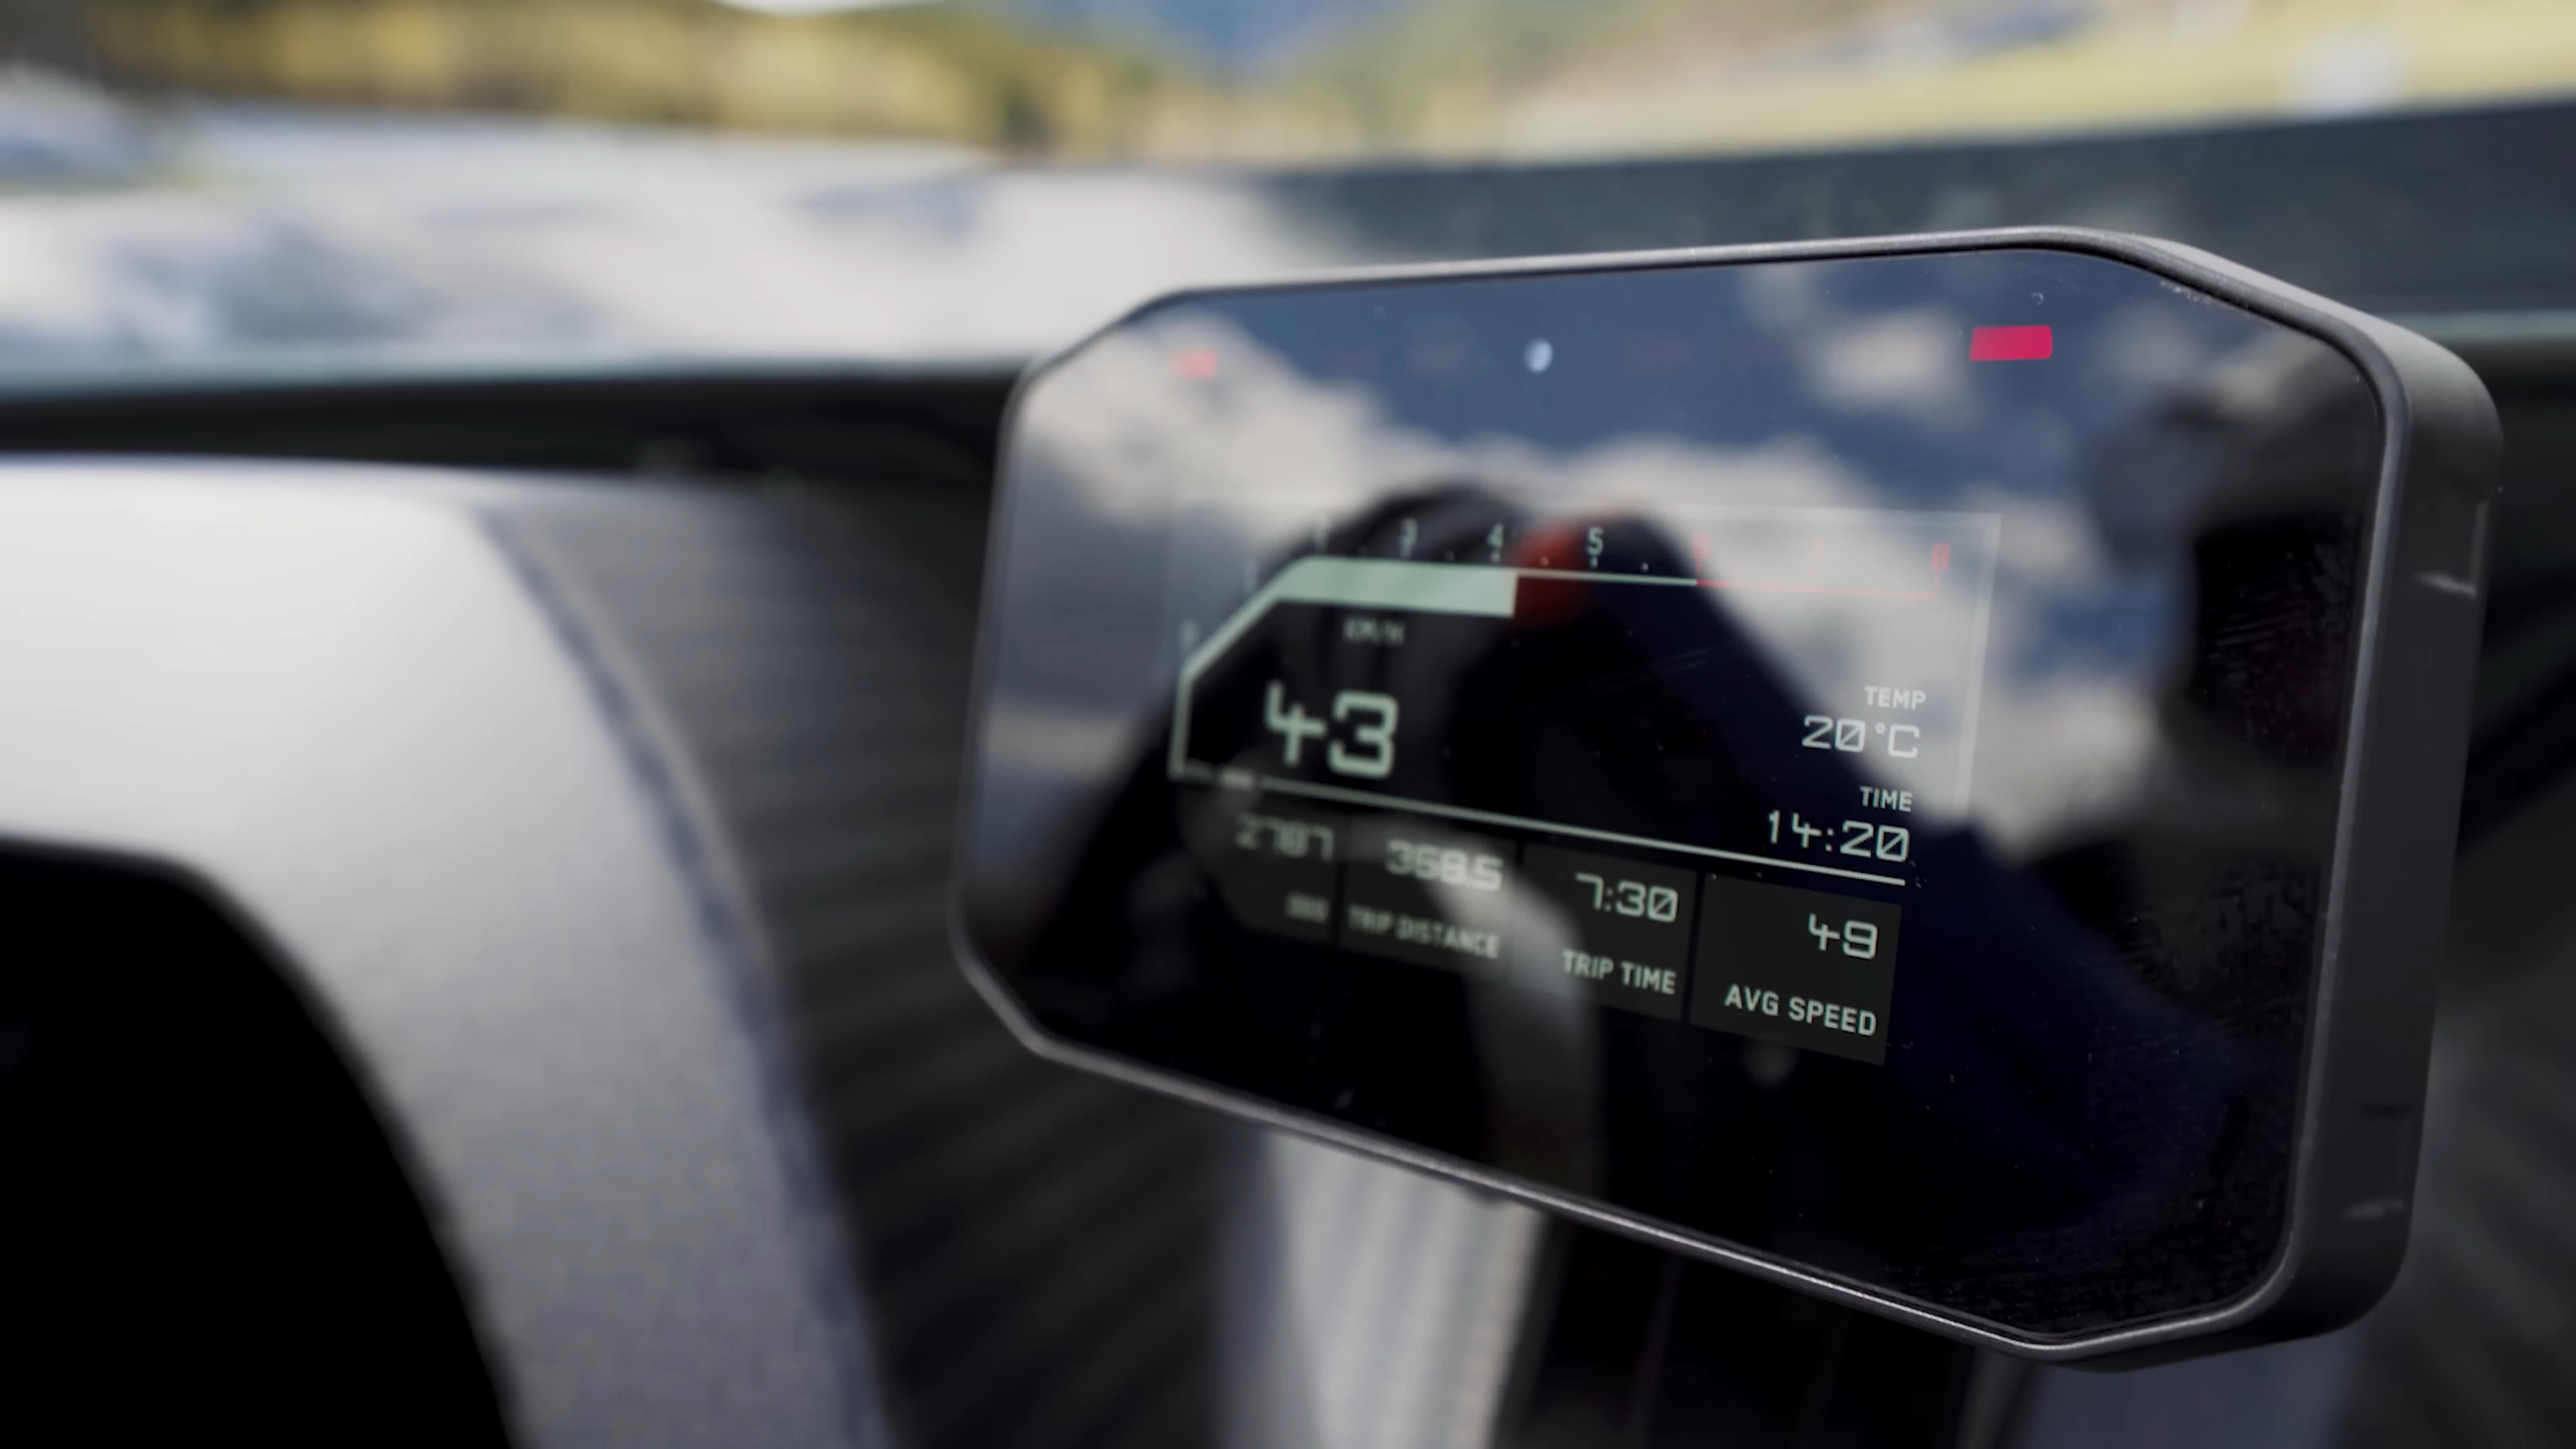 3 4 5 8
KM/H
43
TEMP
20°C
TIME
14:20
2787 368.5 7:30 49
TRIP DISTANCE TRIP TIME AVG SPEED